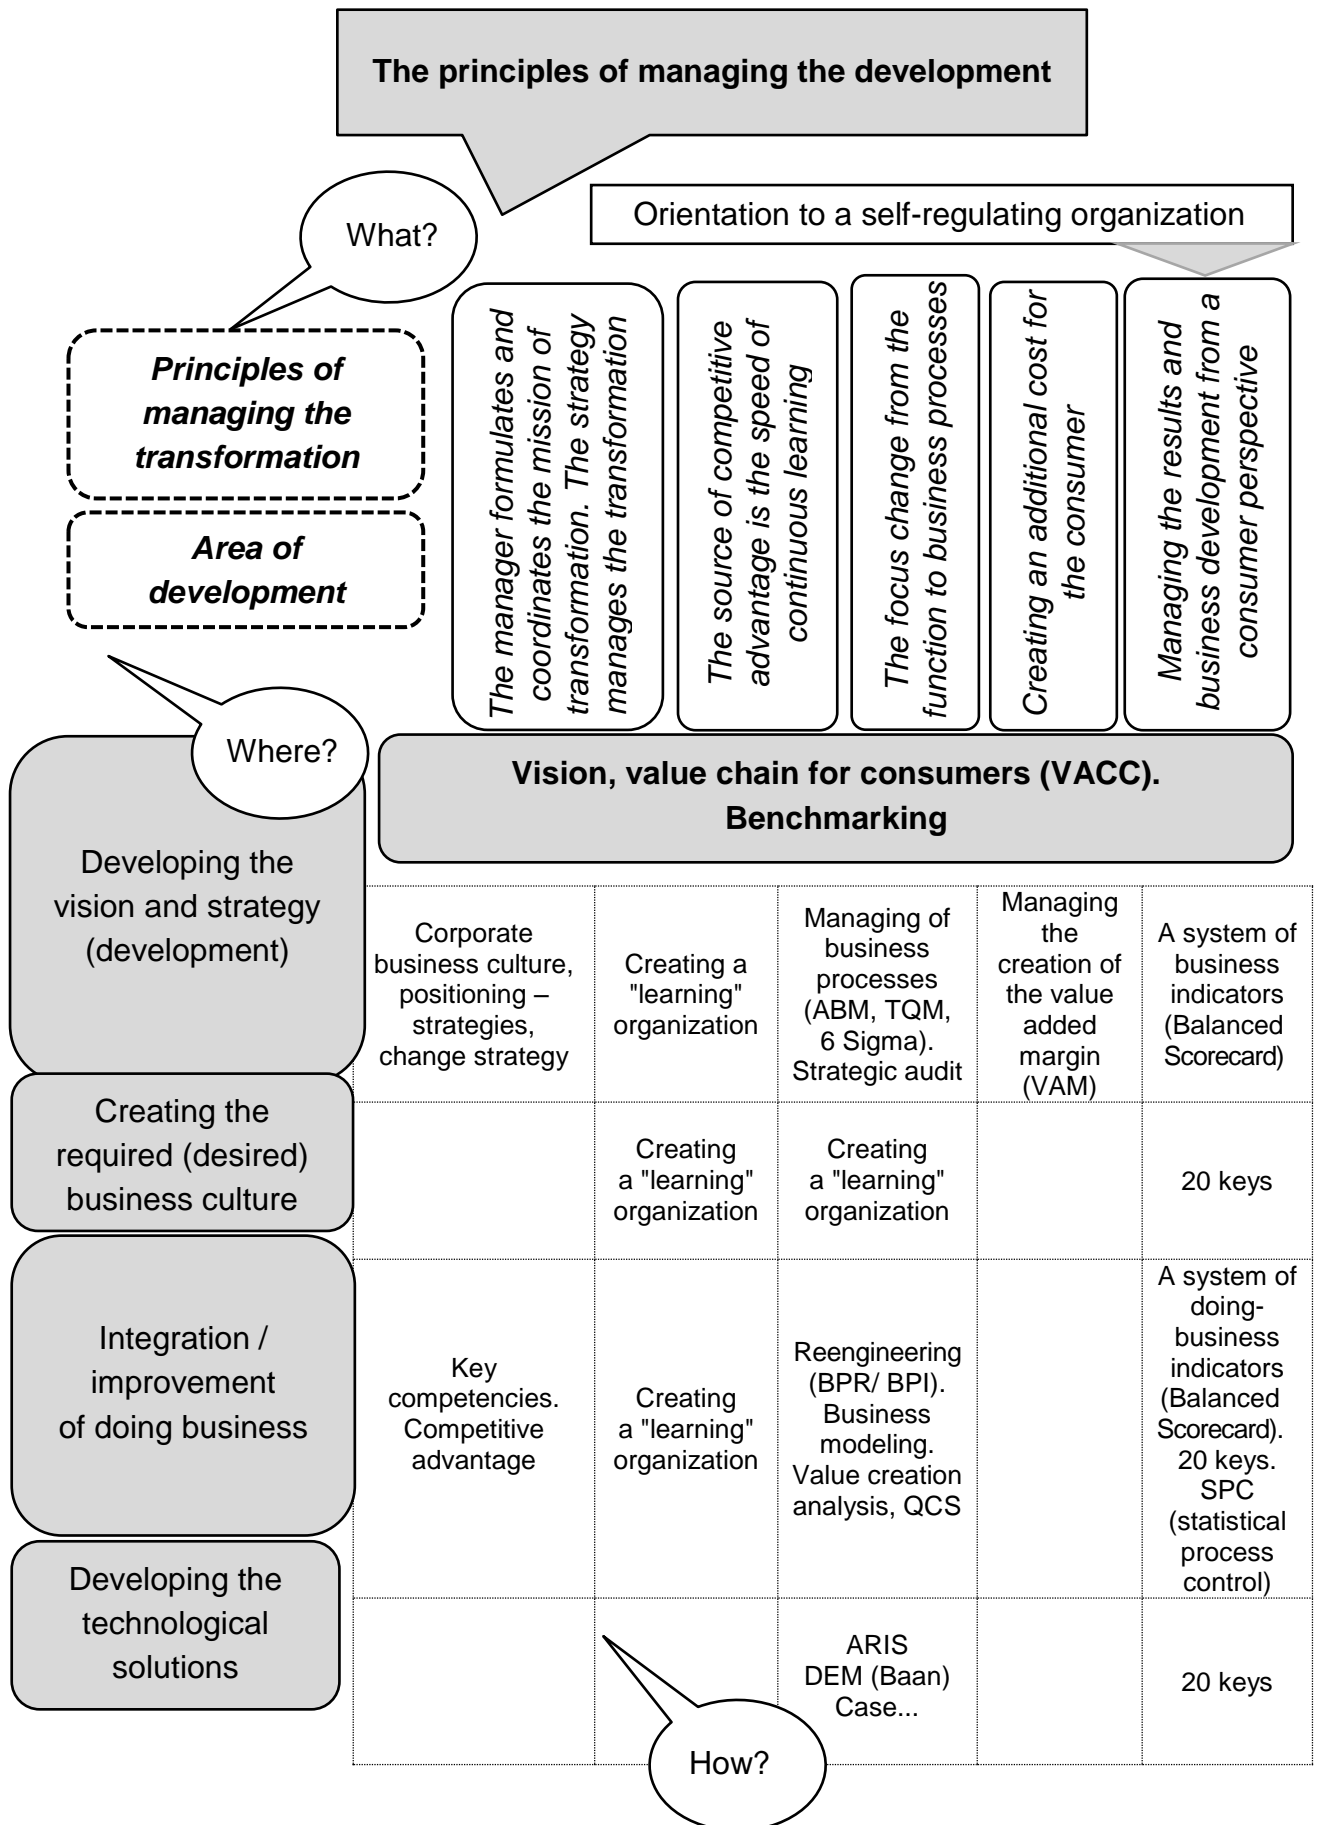 The principles of managing the development
Orientation to a self-regulating organization
What?
Principles of
managing the
transformation
Area of
development
The manager formulates and
coordinates the mission of
transformation. The strategy
manages the transformation
The source of competitive
advantage is the speed of
continuous learning
The focus change from the
function to business processes
Creating an additional cost for
the consumer
Managing the results and
business development from a
consumer perspective
Where?
Vision, value chain for consumers (VACC).
Benchmarking
Developing the
vision and strategy
(development)
Corporate
business culture,
positioning –
strategies,
change strategy
Creating a
"learning"
organization
Managing of
business
processes
(ABM, TQM,
6 Sigma).
Strategic audit
Managing
the
creation of
the value
added
margin
(VAM)
A system of
business
indicators
(Balanced
Scorecard)
Creating the
required (desired)
business culture
Creating
a "learning"
organization
Creating
a "learning"
organization
20 keys
Integration /
improvement
of doing business
Key
competencies.
Competitive
advantage
Creating
a "learning"
organization
Reengineering
(BPR/ BPI).
Business
modeling.
Value creation
analysis, QCS
A system of
doing-
business
indicators
(Balanced
Scorecard).
20 keys.
SPC
(statistical
process
control)
Developing the
technological
solutions
ARIS
DEM (Baan)
Case...
20 keys
How?